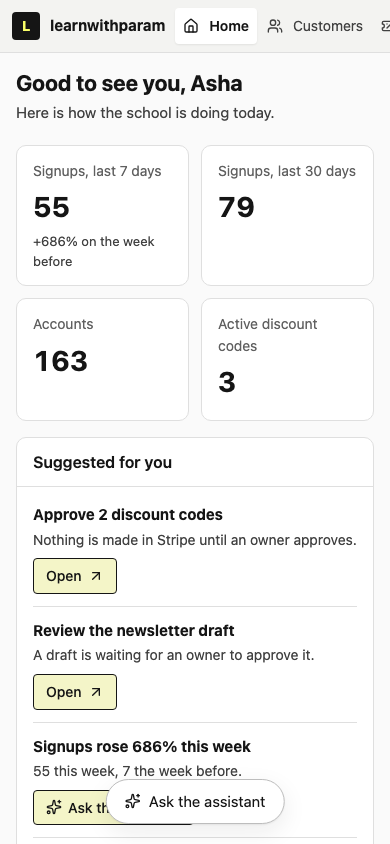 L learnwithparam Home Customers
Good to see you, Asha
Here is how the school is doing today.
Signups, last 7 days
55
+686% on the week
before
Signups, last 30 days
79
Accounts
163
Active discount
codes
3
Suggested for you
Approve 2 discount codes
Nothing is made in Stripe until an owner approves.
Open
Review the newsletter draft
A draft is waiting for an owner to approve it.
Open
Signups rose 686% this week
55 this week, 7 the week before.
Ask
Ask the assistant